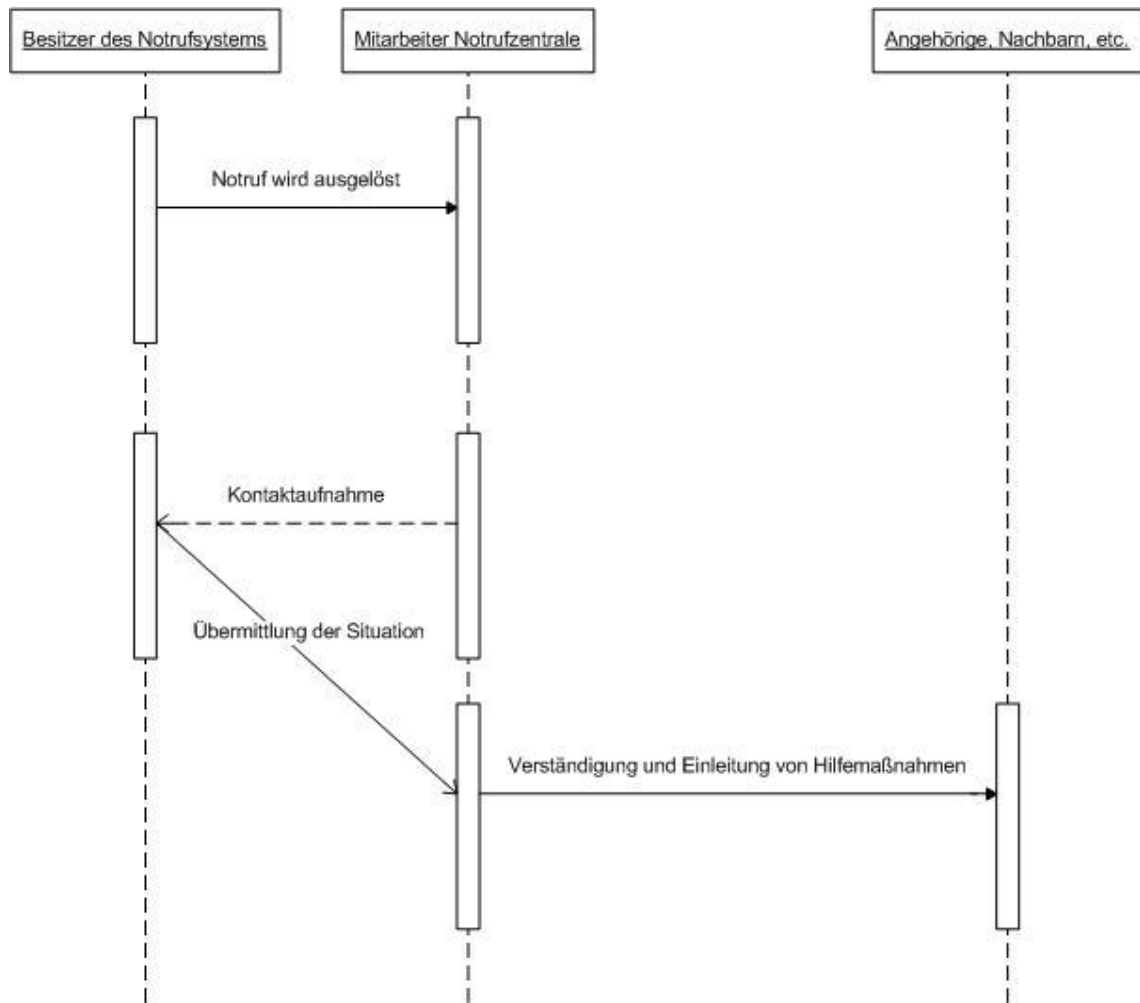 Besitzer des Notrufsystems
Mitarbeiter Notrufzentrale
Angehörige, Nachbarn, etc.
Notruf wird ausgelöst
Kontaktaufnahme
Übermittlung der Situation
Verständigung und Einleitung von Hilfemaßnahmen